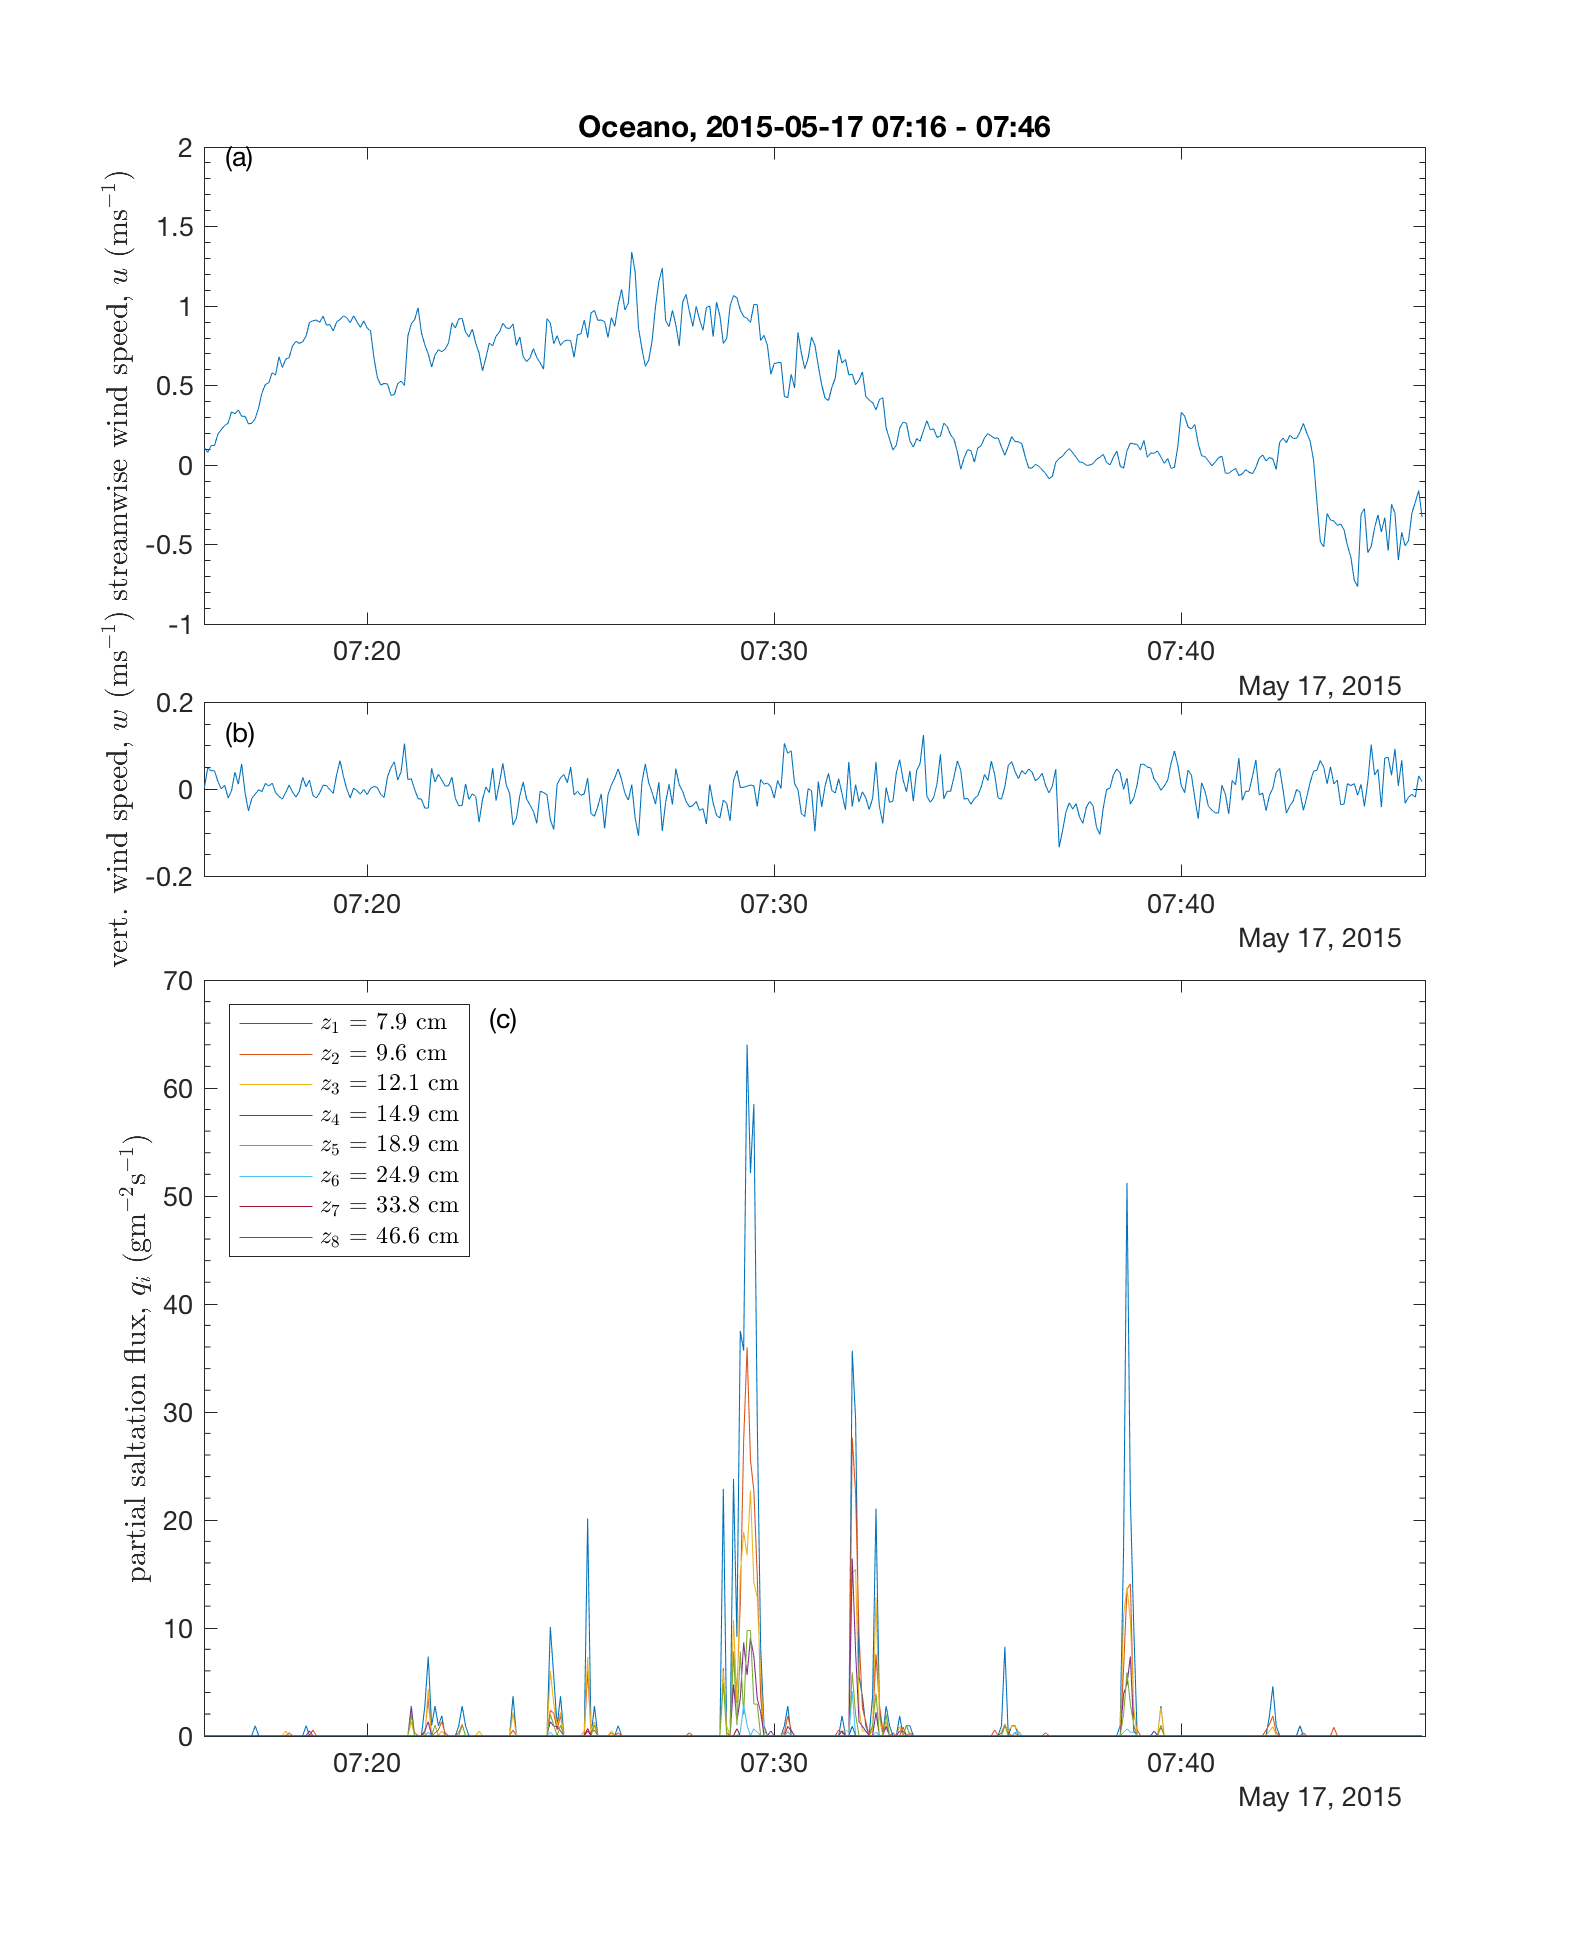 Oceano, 2015-05-17 07:16 - 07:46
(a)
streamwise wind speed, u (ms⁻¹)
2
1.5
1
0.5
0
-0.5
-1
07:20 07:30 07:40
May 17, 2015
(b)
vert. wind speed, w (ms⁻¹)
0.2
0
-0.2
07:20 07:30 07:40
May 17, 2015
(c)
partial saltation flux, qᵢ (gm⁻²s⁻¹)
70
60
50
40
30
20
10
0
z₁ = 7.9 cm
z₂ = 9.6 cm
z₃ = 12.1 cm
z₄ = 14.9 cm
z₅ = 18.9 cm
z₆ = 24.9 cm
z₇ = 33.8 cm
z₈ = 46.6 cm
07:20 07:30 07:40
May 17, 2015